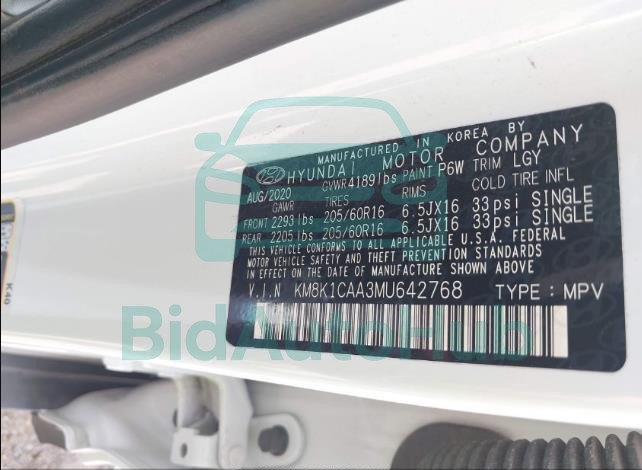 MANUFACTURED IN KOREA BY
HYUNDAI MOTOR COMPANY
AUG/2020 GVWR 4189lbs PAINT P6W TRIM LGY
GAWR TIRES RIMS COLD TIRE INFL
FRONT 2293lbs 205/60R16 6.5JX16 33psi SINGLE
REAR 2205lbs 205/60R16 6.5JX16 33psi SINGLE
THIS VEHICLE CONFORMS TO ALL APPLICABLE U.S.A. FEDERAL
MOTOR VEHICLE SAFETY AND THEFT PREVENTION STANDARDS
IN EFFECT ON THE DATE OF MANUFACTURE SHOWN ABOVE.
V.I.N KM8K1CAA3MU642768 TYPE : MPV
K.40
BidAutoHub